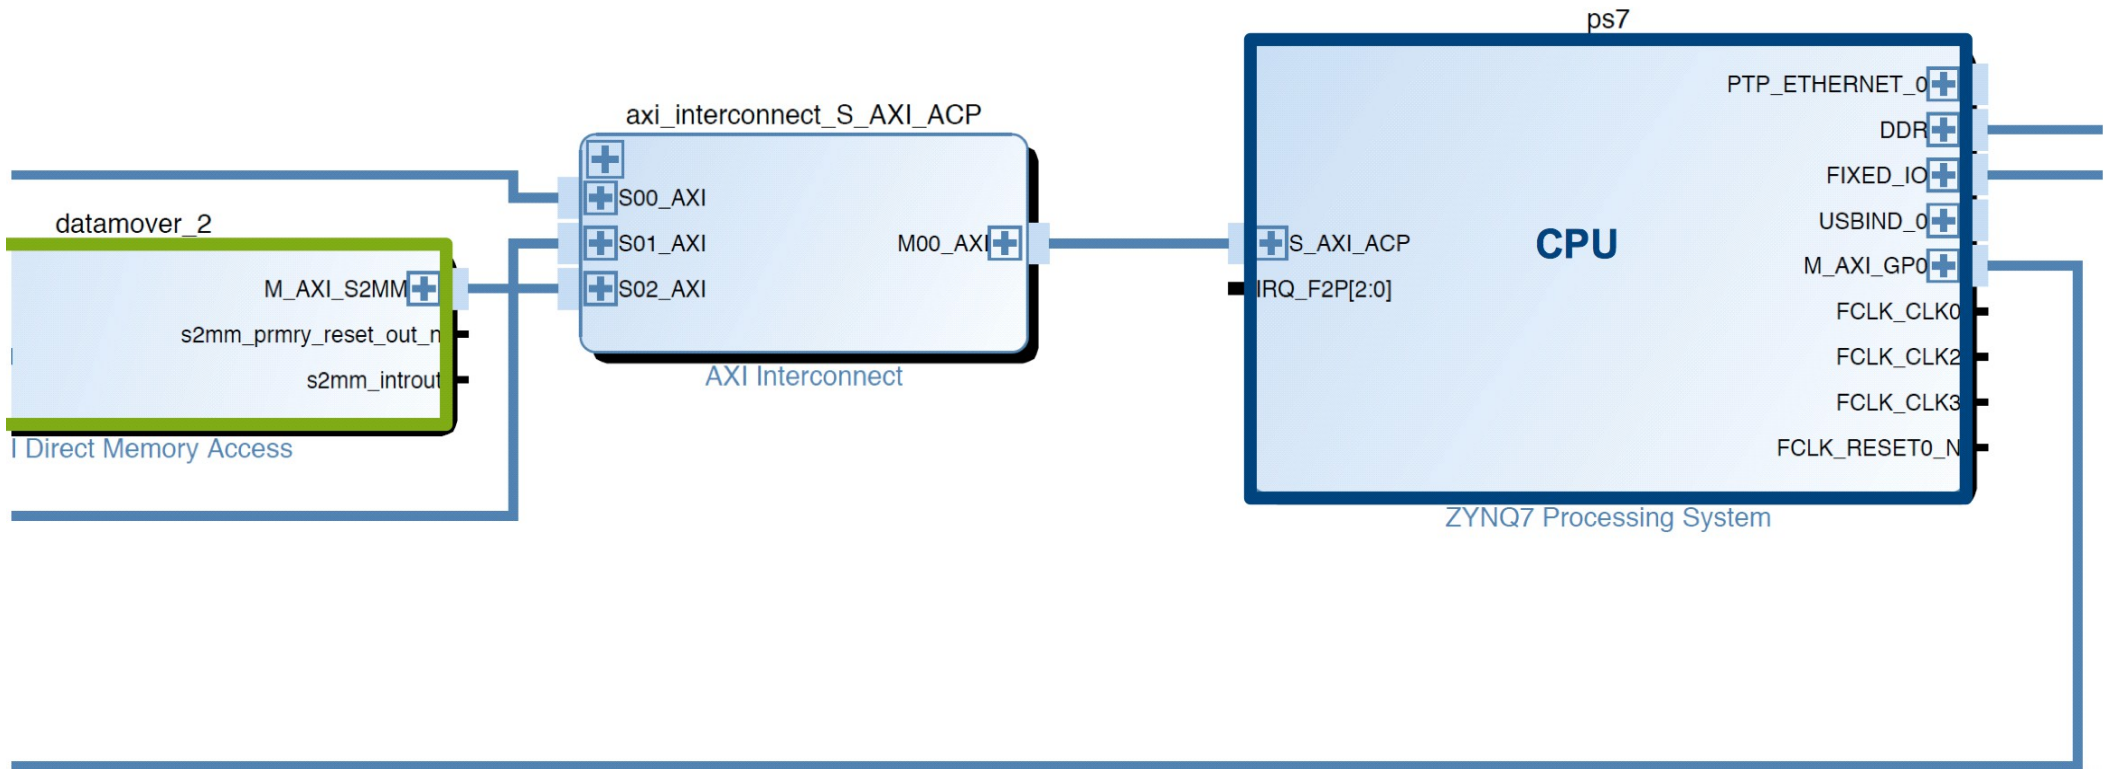 ps7
PTP_ETHERNET_0
DDR
FIXED_IO
USBIND_0
M_AXI_GP0
FCLK_CLK0
FCLK_CLK2
FCLK_CLK3
FCLK_RESET0_N
S_AXI_ACP
IRQ_F2P[2:0]
CPU
ZYNQ7 Processing System
axi_interconnect_S_AXI_ACP
S00_AXI
S01_AXI
S02_AXI
M00_AXI
AXI Interconnect
datamover_2
M_AXI_S2MM
s2mm_prmry_reset_out_n
s2mm_introut
I Direct Memory Access